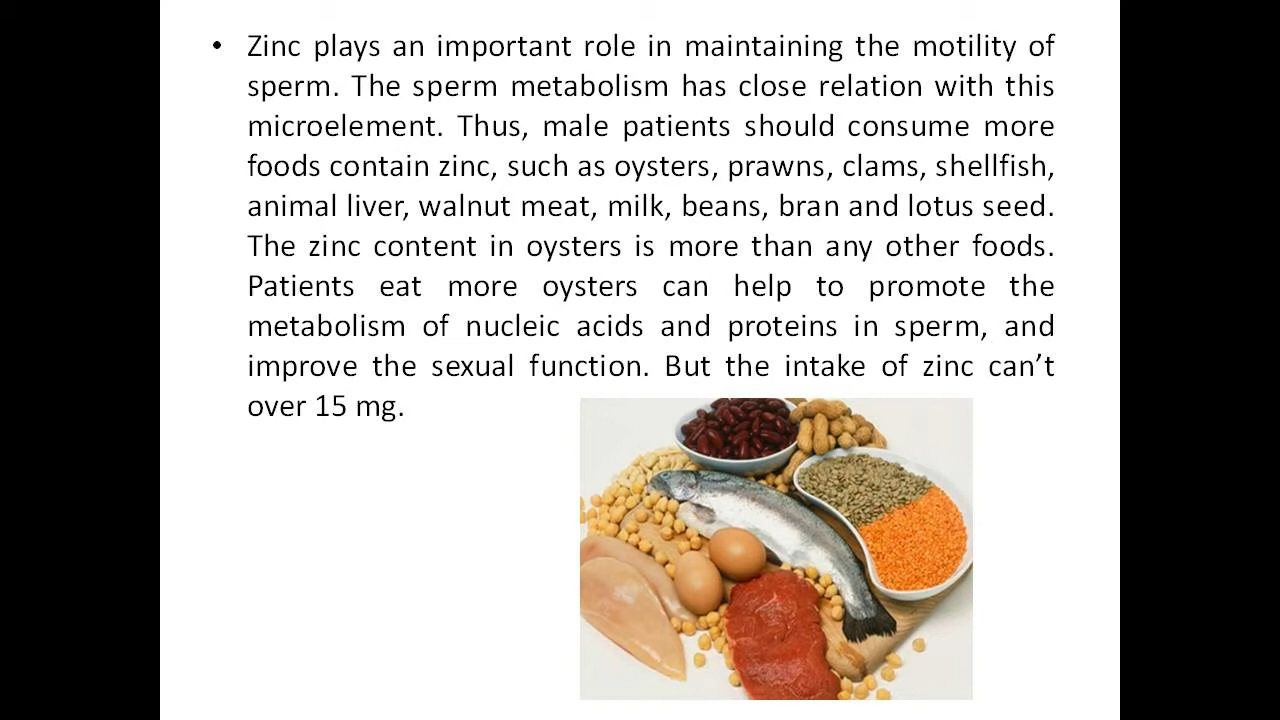 • Zinc plays an important role in maintaining the motility of
sperm. The sperm metabolism has close relation with this
microelement. Thus, male patients should consume more
foods contain zinc, such as oysters, prawns, clams, shellfish,
animal liver, walnut meat, milk, beans, bran and lotus seed.
The zinc content in oysters is more than any other foods.
Patients eat more oysters can help to promote the
metabolism of nucleic acids and proteins in sperm, and
improve the sexual function. But the intake of zinc can’t
over 15 mg.